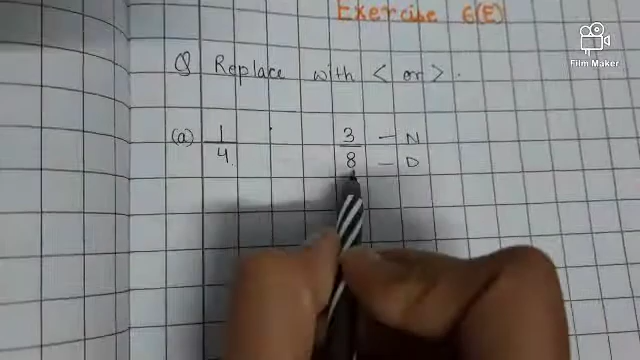 Exercise 6(E)
Film Maker
Q Replace with < or >.
(a) 1/4 3/8 - N
- D